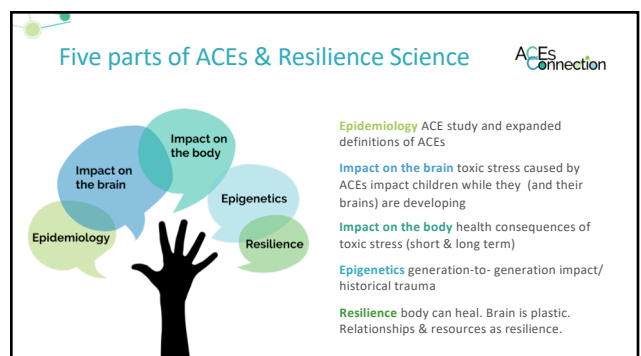 Five parts of ACEs & Resilience Science
ACEs
Connection
Impact on
the body
Impact on
the brain
Epigenetics
Epidemiology
Resilience
Epidemiology ACE study and expanded
definitions of ACEs
Impact on the brain toxic stress caused by
ACEs impact children while they (and their
brains) are developing
Impact on the body health consequences of
toxic stress (short & long term)
Epigenetics generation-to- generation impact/
historical trauma
Resilience body can heal. Brain is plastic.
Relationships & resources as resilience.